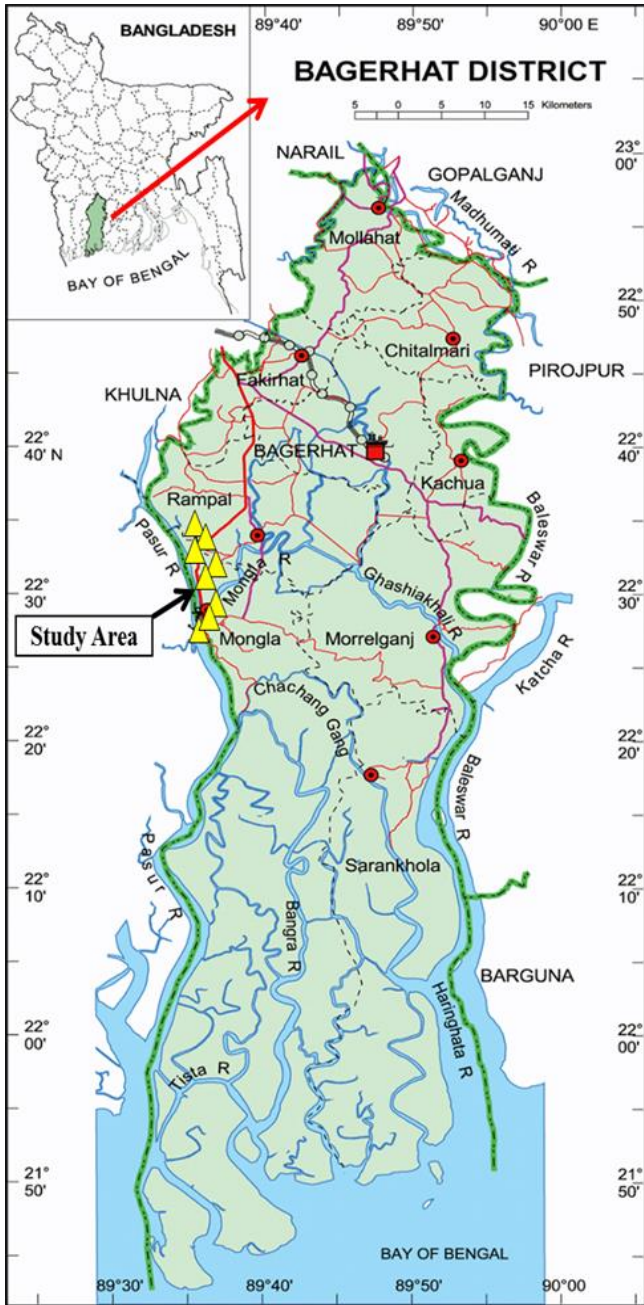 BANGLADESH
BAY OF BENGAL
89°40'
89°50'
90°00' E
BAGERHAT DISTRICT
5 0 5 10 15 Kilometers
NARAIL
GOPALGANJ
23°
00'
Madhumati R
Mollahat
22°
50'
Chitalmari
Fakirhat
PIROJPUR
KHULNA
22°
40' N
22°
40'
BAGERHAT
Kachua
Rampal
Baleswar R
Pasur R
Mongla R
Ghashiakhali R
22°
30'
22°
30'
Study Area
Mongla
Morrelganj
Katcha R
Chachang Gang
22°
20'
22°
20'
Baleswar R
Sarankhola
Pasur R
22°
10'
22°
10'
Bangra R
BARGUNA
Haringhata R
22°
00'
22°
00'
Tista R
21°
50'
21°
50'
BAY OF BENGAL
89°30'
89°40'
89°50'
90°00'